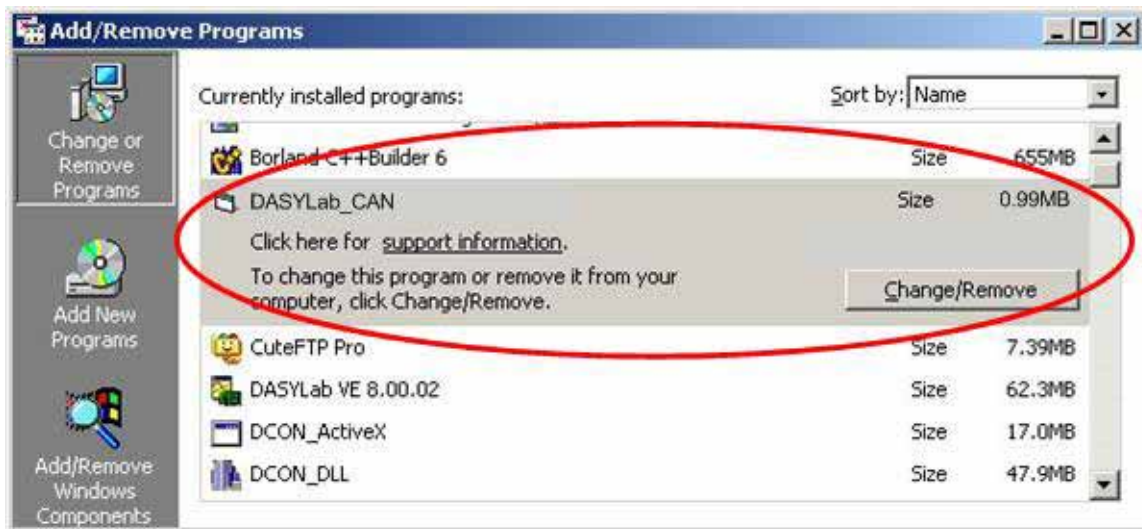 Add/Remove Programs
Change or
Remove
Programs
Add New
Programs
Add/Remove
Windows
Components
Currently installed programs:
Sort by: Name
Borland C++Builder 6 Size 655MB
DASYLab_CAN Size 0.99MB
Click here for support information.
To change this program or remove it from your
computer, click Change/Remove.
Change/Remove
CuteFTP Pro Size 7.39MB
DASYLab VE 8.00.02 Size 62.3MB
DCON_ActiveX Size 17.0MB
DCON_DLL Size 47.9MB